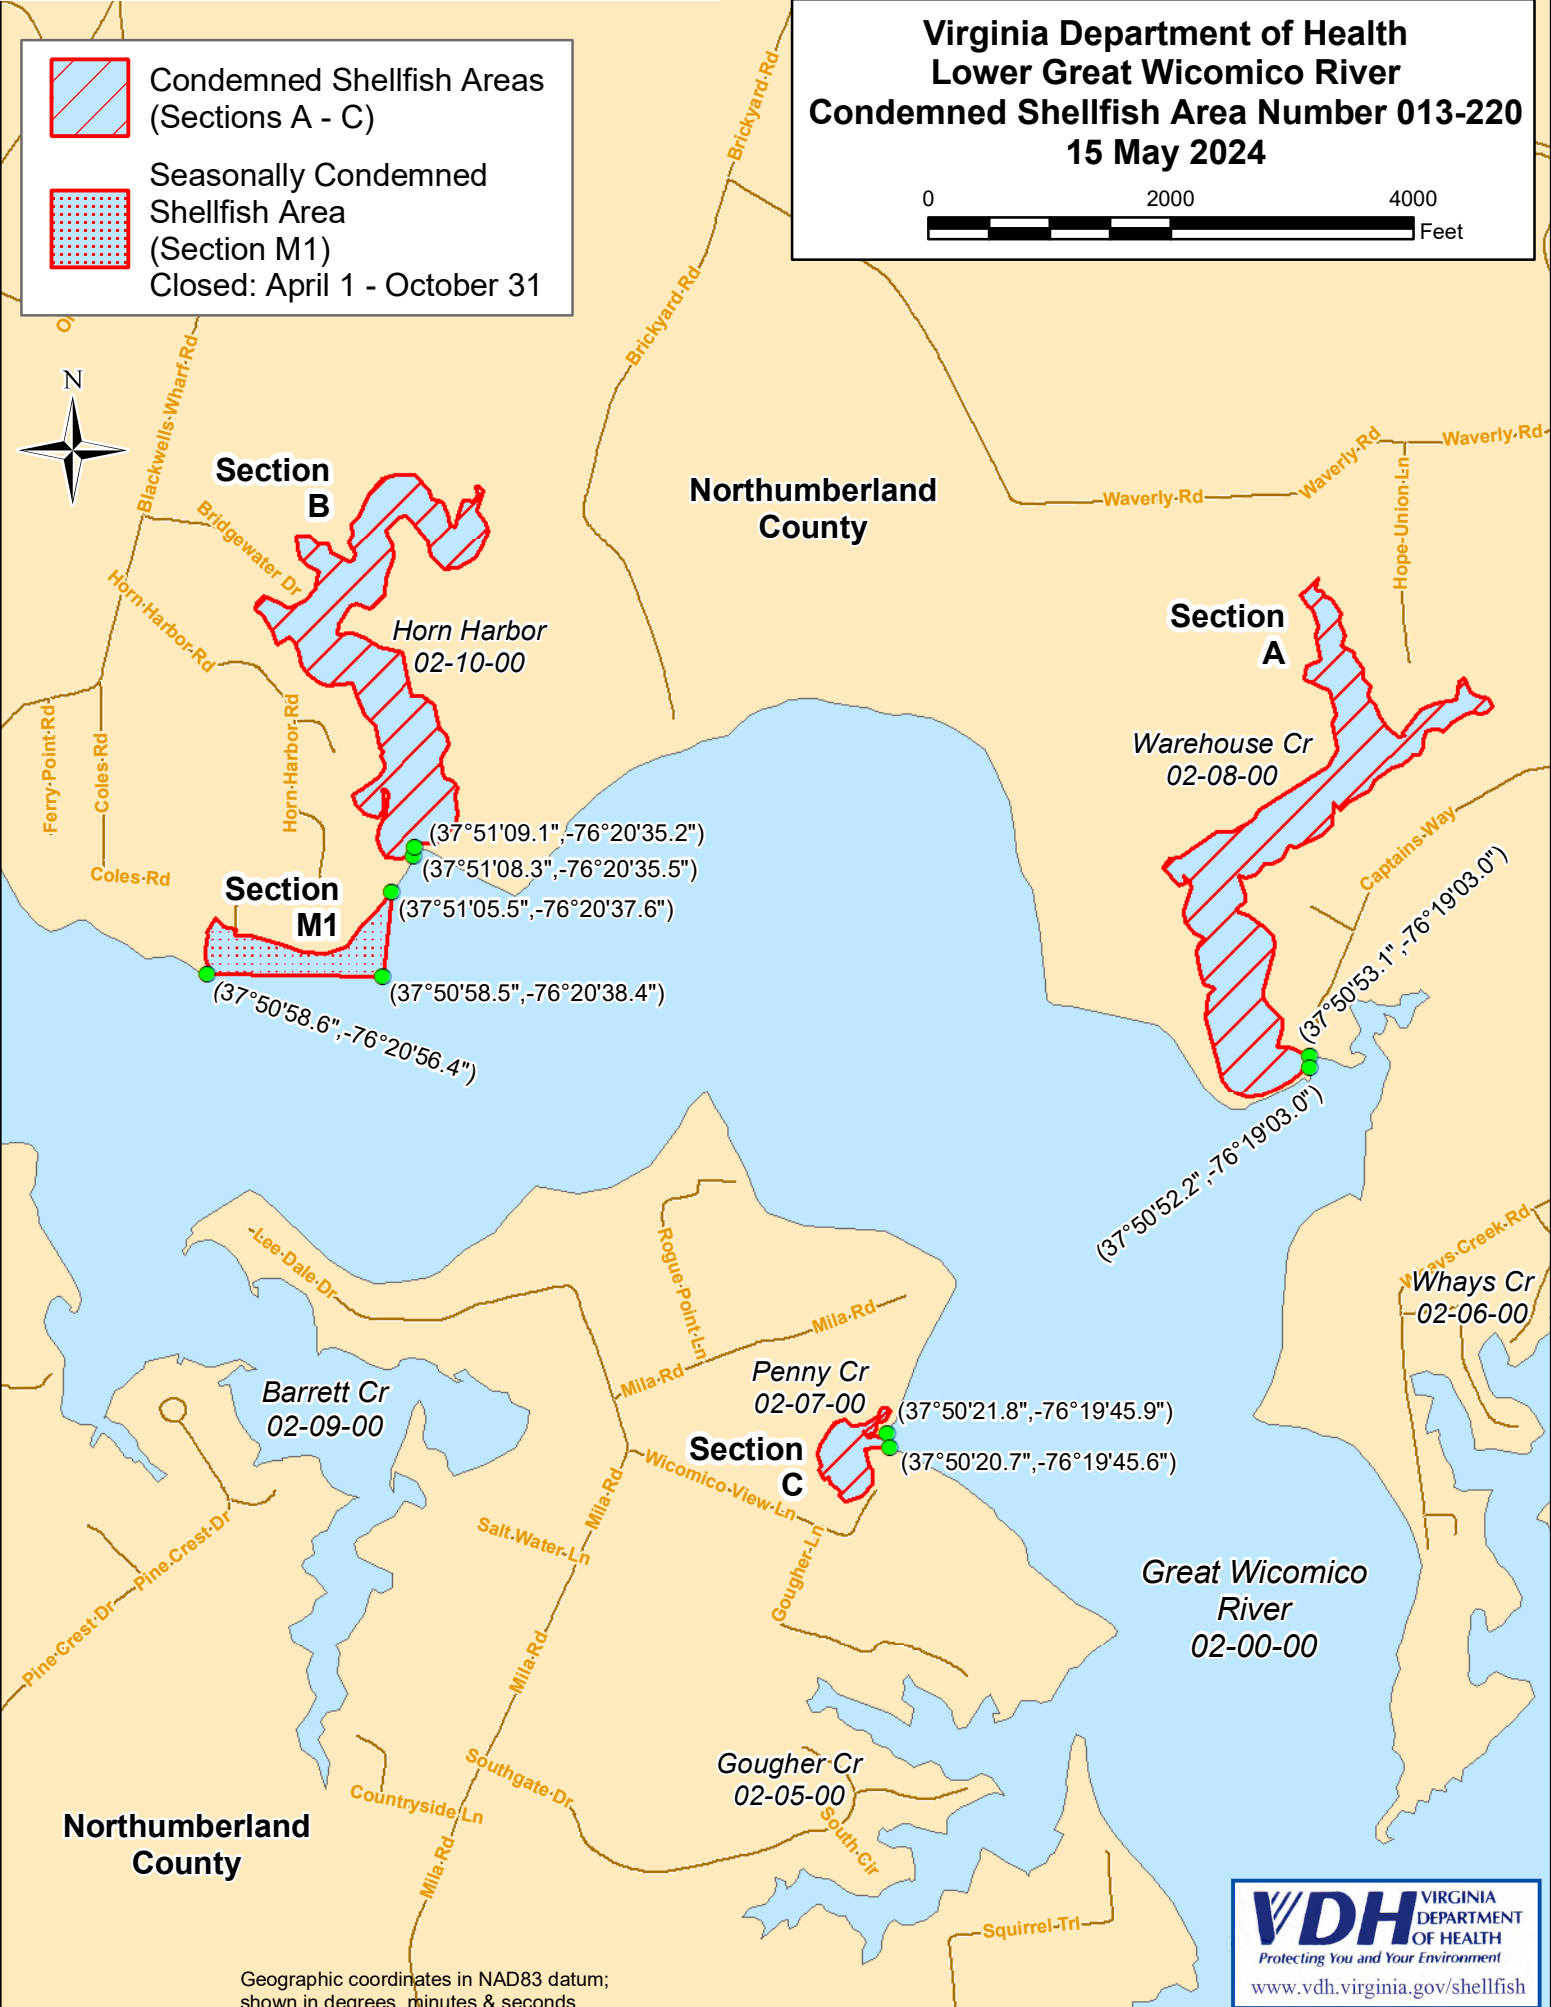 Virginia Department of Health
Lower Great Wicomico River
Condemned Shellfish Area Number 013-220
15 May 2024
0 2000 4000
Feet
Condemned Shellfish Areas
(Sections A - C)
Seasonally Condemned
Shellfish Area
(Section M1)
Closed: April 1 - October 31
N
Brickyard Rd
Brickyard Rd
Blackwells Wharf Rd
Waverly Rd
Waverly Rd
Waverly Rd
Hope Union Ln
Section
B
Bridgewater Dr
Northumberland
County
Horn Harbor Rd
Horn Harbor
02-10-00
Section
A
Warehouse Cr
02-08-00
Ferry Point Rd
Coles Rd
Horn Harbor Rd
Coles Rd
Captains Way
(37°51'09.1",-76°20'35.2")
(37°51'08.3",-76°20'35.5")
Section
M1
(37°51'05.5",-76°20'37.6")
(37°50'58.5",-76°20'38.4")
(37°50'58.6",-76°20'56.4")
(37°50'53.1",-76°19'03.0")
(37°50'52.2",-76°19'03.0")
Lee Dale Dr
Rogue Point Ln
Mila Rd
Mila Rd
Whays Creek Rd
Whays Cr
02-06-00
Barrett Cr
02-09-00
Penny Cr
02-07-00
(37°50'21.8",-76°19'45.9")
Section
C
(37°50'20.7",-76°19'45.6")
Wicomico View Ln
Mila Rd
Salt Water Ln
Gougher Ln
Pine Crest Dr
Pine Crest Dr
Great Wicomico
River
02-00-00
Mila Rd
Southgate Dr
Countryside Ln
Gougher Cr
02-05-00
South Cir
Northumberland
County
Mila Rd
Squirrel Trl
VDH VIRGINIA
DEPARTMENT
OF HEALTH
Protecting You and Your Environment
www.vdh.virginia.gov/shellfish
Geographic coordinates in NAD83 datum;
shown in degrees, minutes & seconds